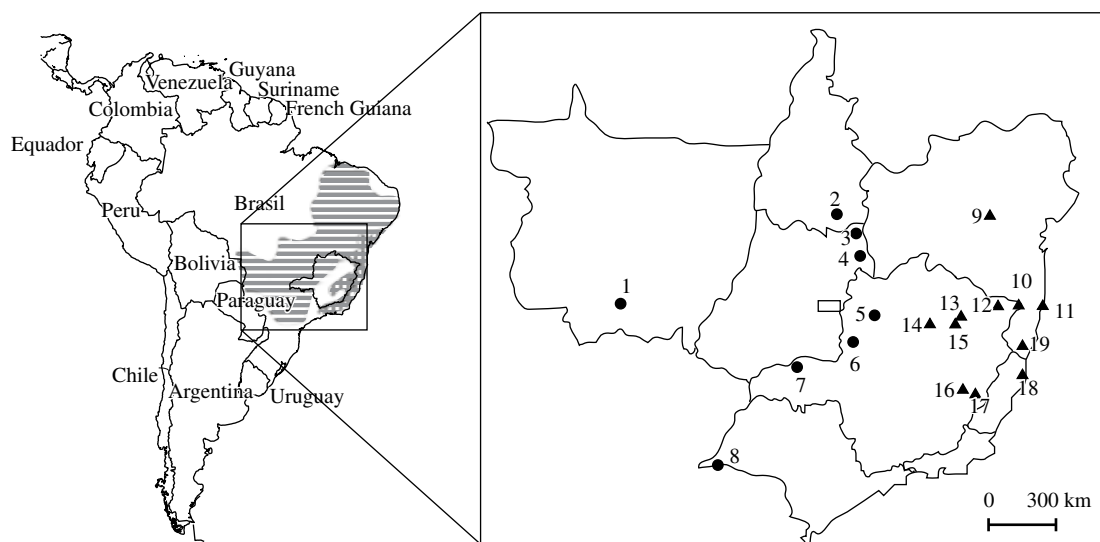 Guyana
Venezuela
Suriname
Colombia
French Guiana
Equador
Brasil
Peru
Bolivia
Paraguay
Chile
Argentina
Uruguay
2
9
3
4
1
10
13
12
11
5
14
15
19
6
7
18
16
17
8
0 300 km